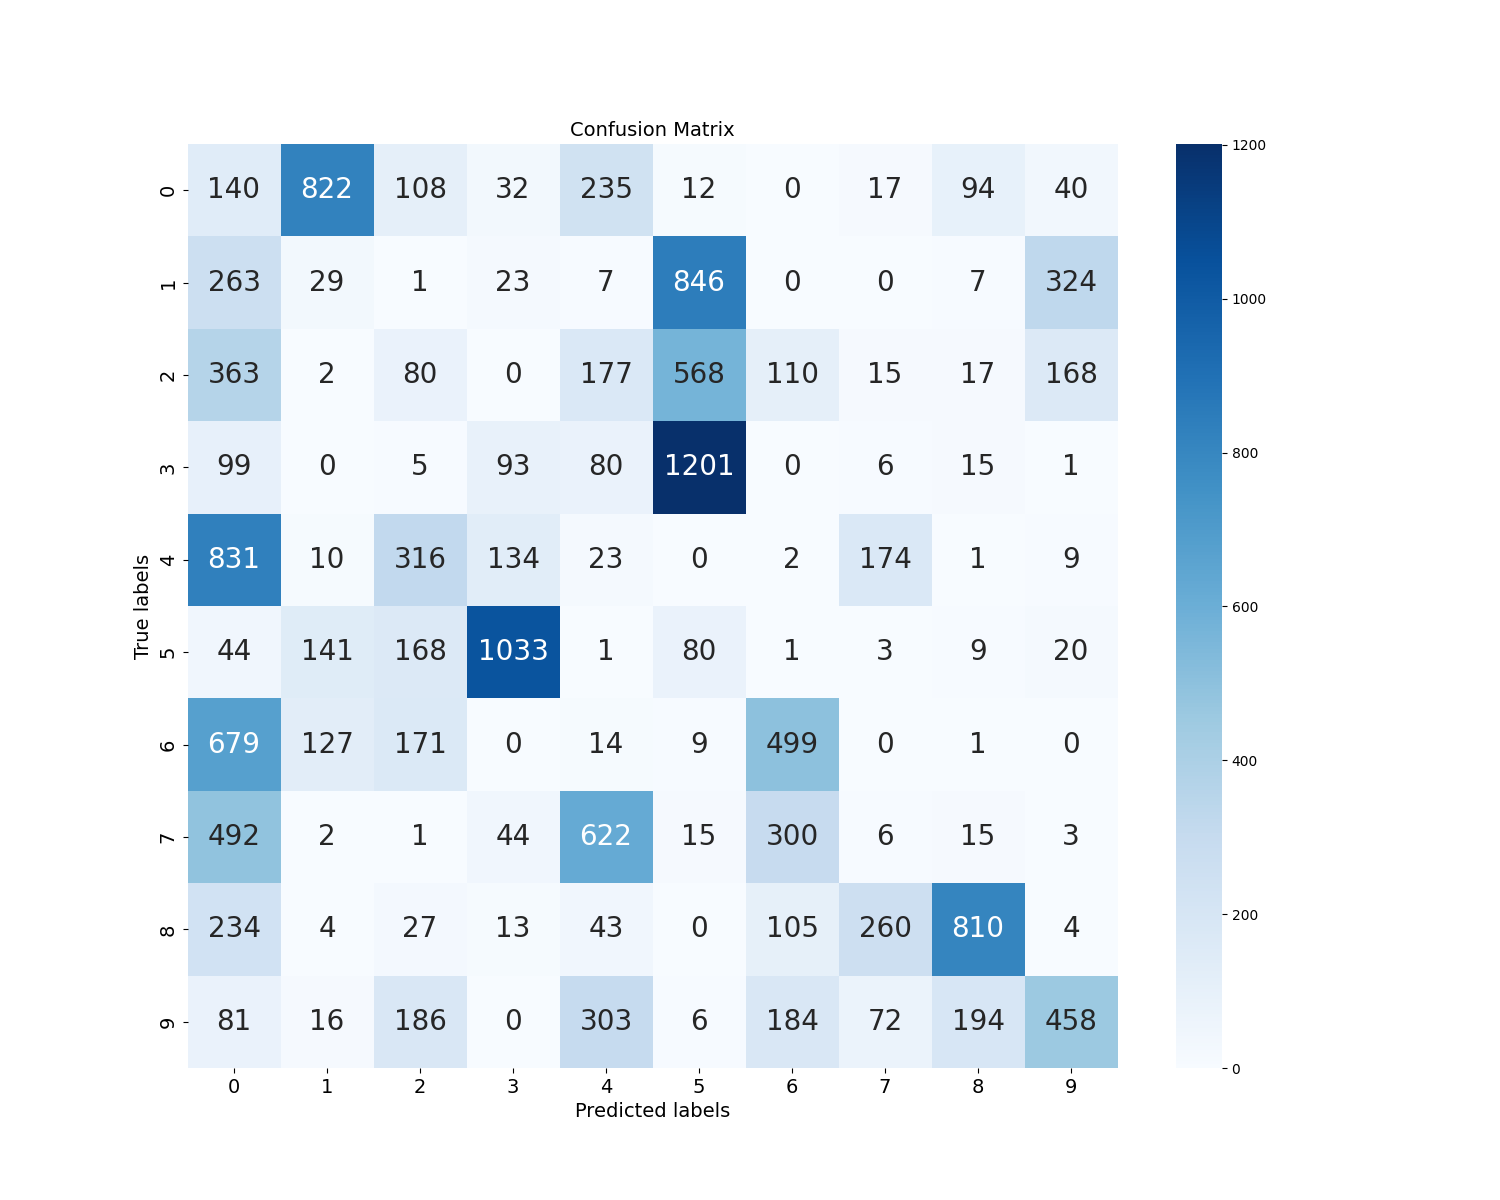 Confusion Matrix
0 140 822 108 32 235 12 0 17 94 40
1 263 29 1 23 7 846 0 0 7 324
2 363 2 80 0 177 568 110 15 17 168
3 99 0 5 93 80 1201 0 6 15 1
4 831 10 316 134 23 0 2 174 1 9
5 44 141 168 1033 1 80 1 3 9 20
6 679 127 171 0 14 9 499 0 1 0
7 492 2 1 44 622 15 300 6 15 3
8 234 4 27 13 43 0 105 260 810 4
9 81 16 186 0 303 6 184 72 194 458
0 1 2 3 4 5 6 7 8 9
Predicted labels
True labels
1200
1000
800
600
400
200
0